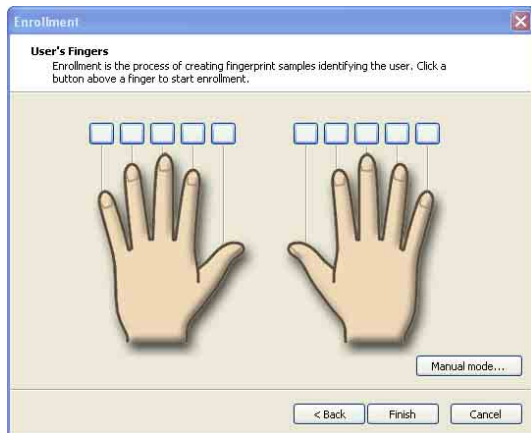 Enrollment
User's Fingers
Enrollment is the process of creating fingerprint samples identifying the user. Click a
button above a finger to start enrollment.
Manual mode...
< Back Finish Cancel